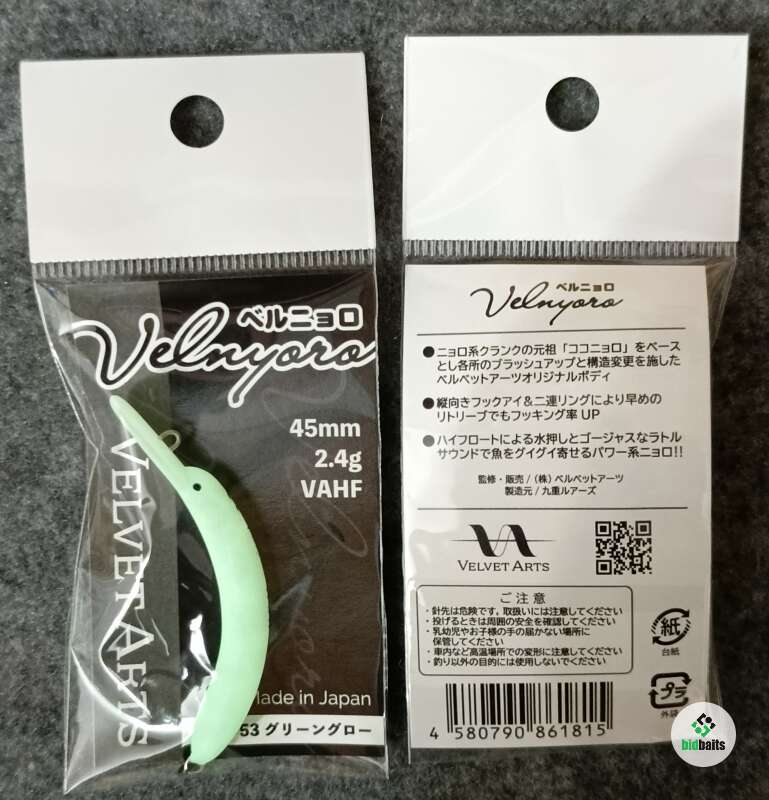 ベルニョロ
Velnyoro
45mm
2.4g
VAHF
VELVET ARTS
Made in Japan
53 グリーングロー
ベルニョロ
Velnyoro
●ニョロ系クランクの元祖「ココニョロ」をベース
とし各所のブラッシュアップと構造変更を施した
ベルベットアーツオリジナルボディ
●縦向きフックアイ&二連リングにより早めの
リトリーブでもフッキング率 UP
●ハイフロートによる水押しとゴージャスなラトル
サウンドで魚をグイグイ寄せるパワー系ニョロ!!
監修・販売 / (株) ベルベットアーツ
製造元 / 九重ルアーズ
VELVET ARTS
ご注意
・針先は危険です。取扱いには注意してください
・投げるときは周囲の安全を確認してください
・乳幼児やお子様の手の届かない場所に
保管してください
・車内など高温場所での変形に注意してください
・釣り以外の目的には使用しないでください
紙
台紙
プラ
外袋
4 580790 861815
bidbaits